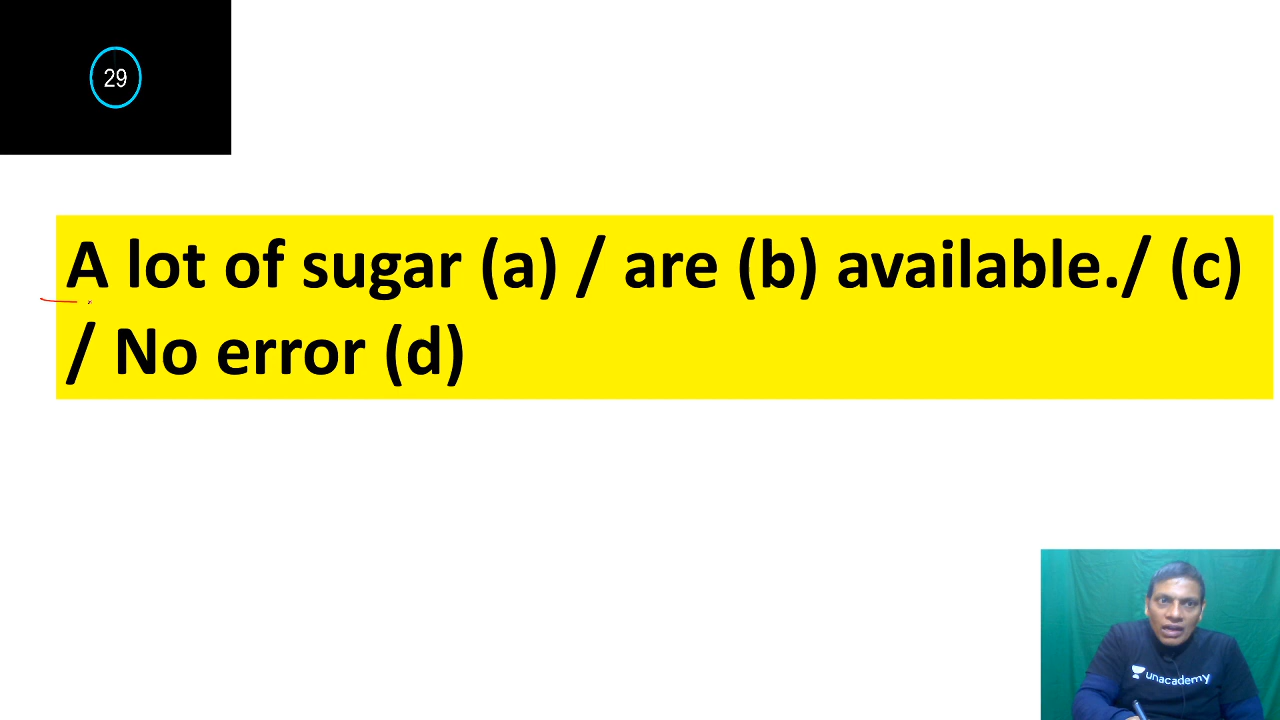 29
A lot of sugar (a) / are (b) available./ (c)
/ No error (d)
unacademy